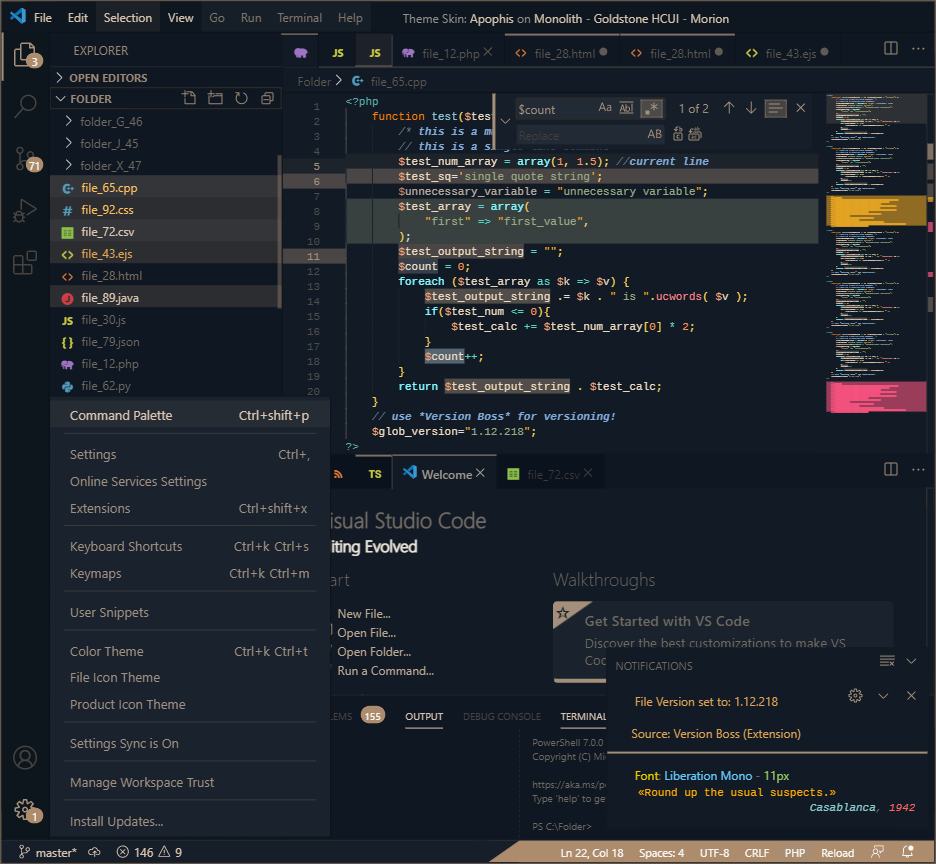 File Edit Selection View Go Run Terminal Help
Theme Skin: Apophis on Monolith - Goldstone HCUI - Morion
3
71
1
EXPLORER
OPEN EDITORS
FOLDER
folder_G_46
folder_J_45
folder_X_47
file_65.cpp
file_92.css
file_72.csv
file_43.ejs
file_28.html
file_89.java
file_30.js
file_79.json
file_12.php
file_62.py
JS
JS
file_12.php
file_28.html
file_28.html
file_43.ejs
Folder > file_65.cpp
$count
Aa
Ab
.*
1 of 2
Replace
AB
1 <?php
2 function test($test
3 /* this is a m
4 // this is a
5 $test_num_array = array(1, 1.5); //current line
6 $test_sq='single quote string';
7 $unnecessary_variable = "unnecessary variable";
8 $test_array = array(
9 "first" => "first_value",
10 );
11 $test_output_string = "";
12 $count = 0;
13 foreach ($test_array as $k => $v) {
14 $test_output_string .= $k . " is ".ucwords( $v );
15 if($test_num <= 0){
16 $test_calc += $test_num_array[0] * 2;
17 }
18 $count++;
19 }
20 return $test_output_string . $test_calc;
}
// use *Version Boss* for versioning!
$glob_version="1.12.218";
?>
Command Palette Ctrl+shift+p
Settings Ctrl+,
Online Services Settings
Extensions Ctrl+shift+x
Keyboard Shortcuts Ctrl+k Ctrl+s
Keymaps Ctrl+k Ctrl+m
User Snippets
Color Theme Ctrl+k Ctrl+t
File Icon Theme
Product Icon Theme
Settings Sync is On
Manage Workspace Trust
Install Updates...
TS
Welcome
file_72.csv
isual Studio Code
iting Evolved
art
New File...
Open File...
Open Folder...
Run a Command...
Walkthroughs
Get Started with VS Code
Discover the best customizations to make VS
Coc
LEMS 155 OUTPUT DEBUG CONSOLE TERMINAL
PowerShell 7.0.0
Copyright (C) Mi
https://aka.ms/p
Type 'help' to ge
PS C:\Folder>
NOTIFICATIONS
File Version set to: 1.12.218
Source: Version Boss (Extension)
Font: Liberation Mono - 11px
«Round up the usual suspects.»
Casablanca, 1942
master* 146 9
Ln 22, Col 18 Spaces: 4 UTF-8 CRLF PHP Reload